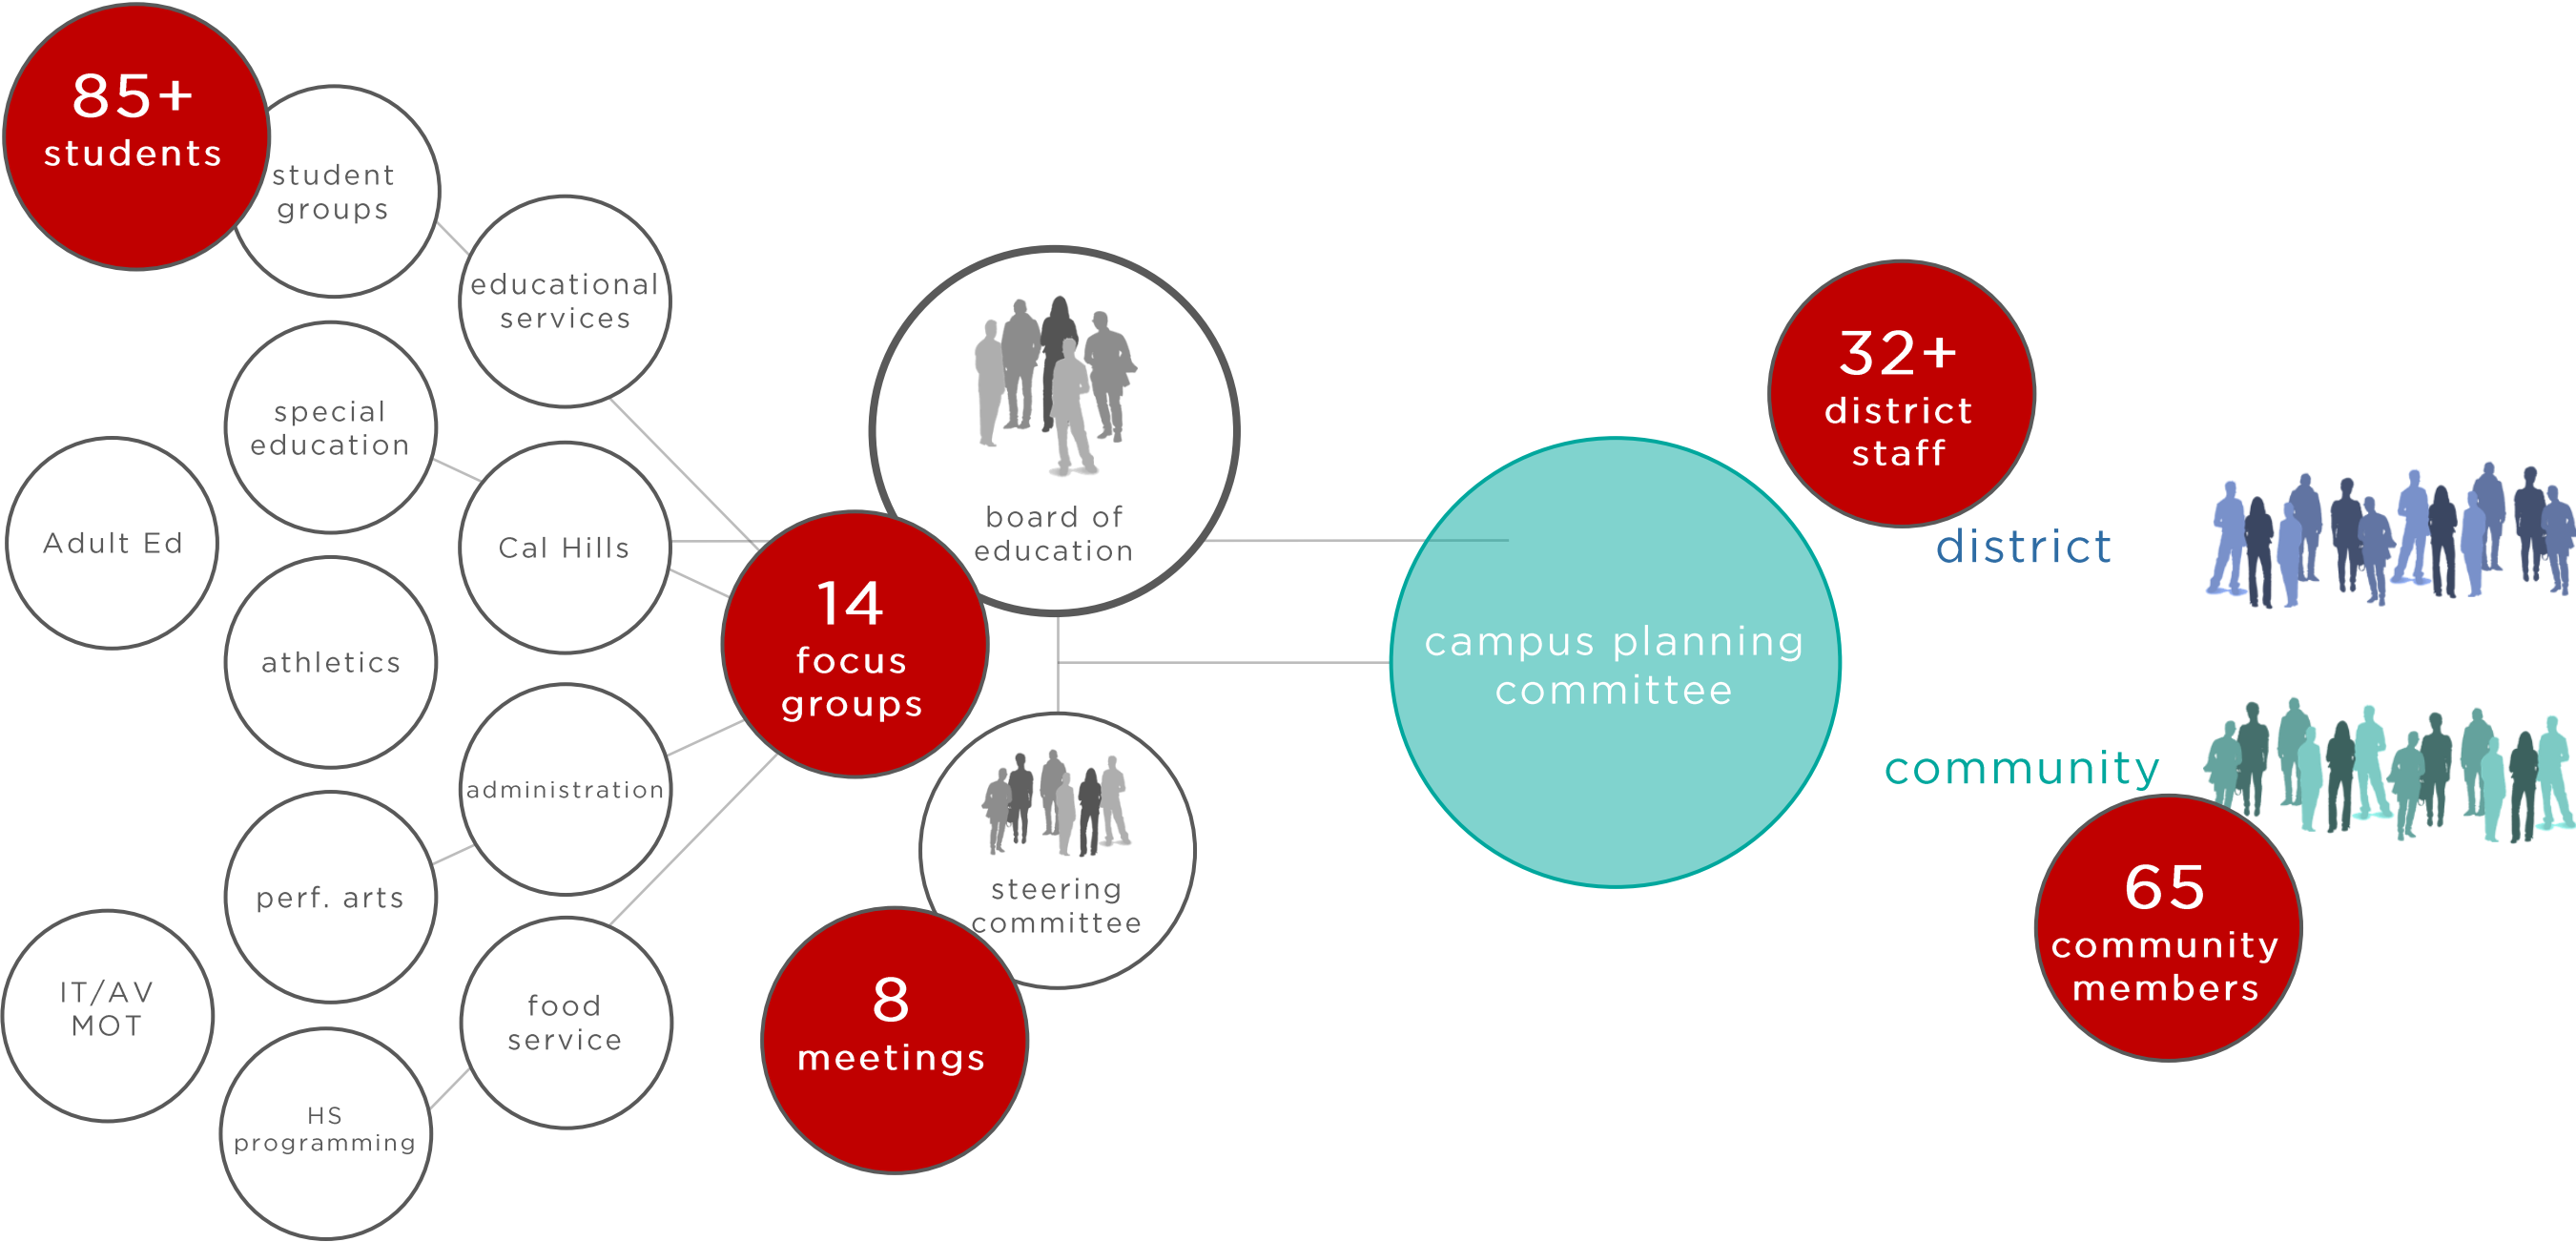 85+
students
student
groups
educational
services
special
education
Adult Ed
Cal Hills
athletics
administration
perf. arts
IT/AV
MOT
food
service
HS
programming
14
focus
groups
board of
education
steering
committee
8
meetings
campus planning
committee
32+
district
staff
district
community
65
community
members